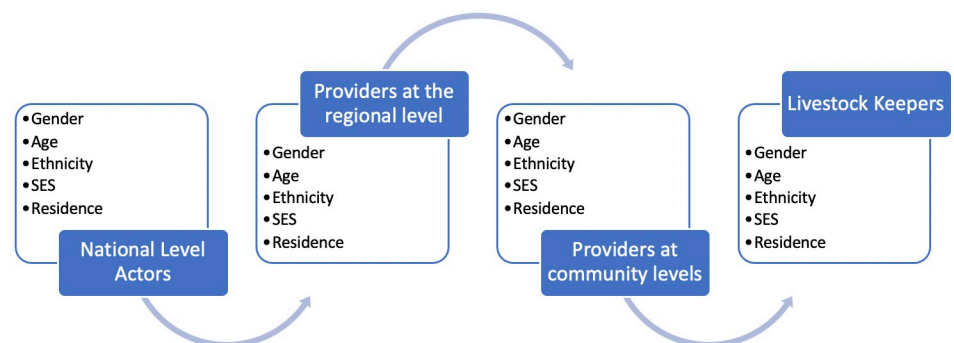 •Gender
•Age
•Ethnicity
•SES
•Residence
National Level
Actors
Providers at the
regional level
•Gender
•Age
•Ethnicity
•SES
•Residence
•Gender
•Age
•Ethnicity
•SES
•Residence
Providers at
community levels
Livestock Keepers
•Gender
•Age
•Ethnicity
•SES
•Residence